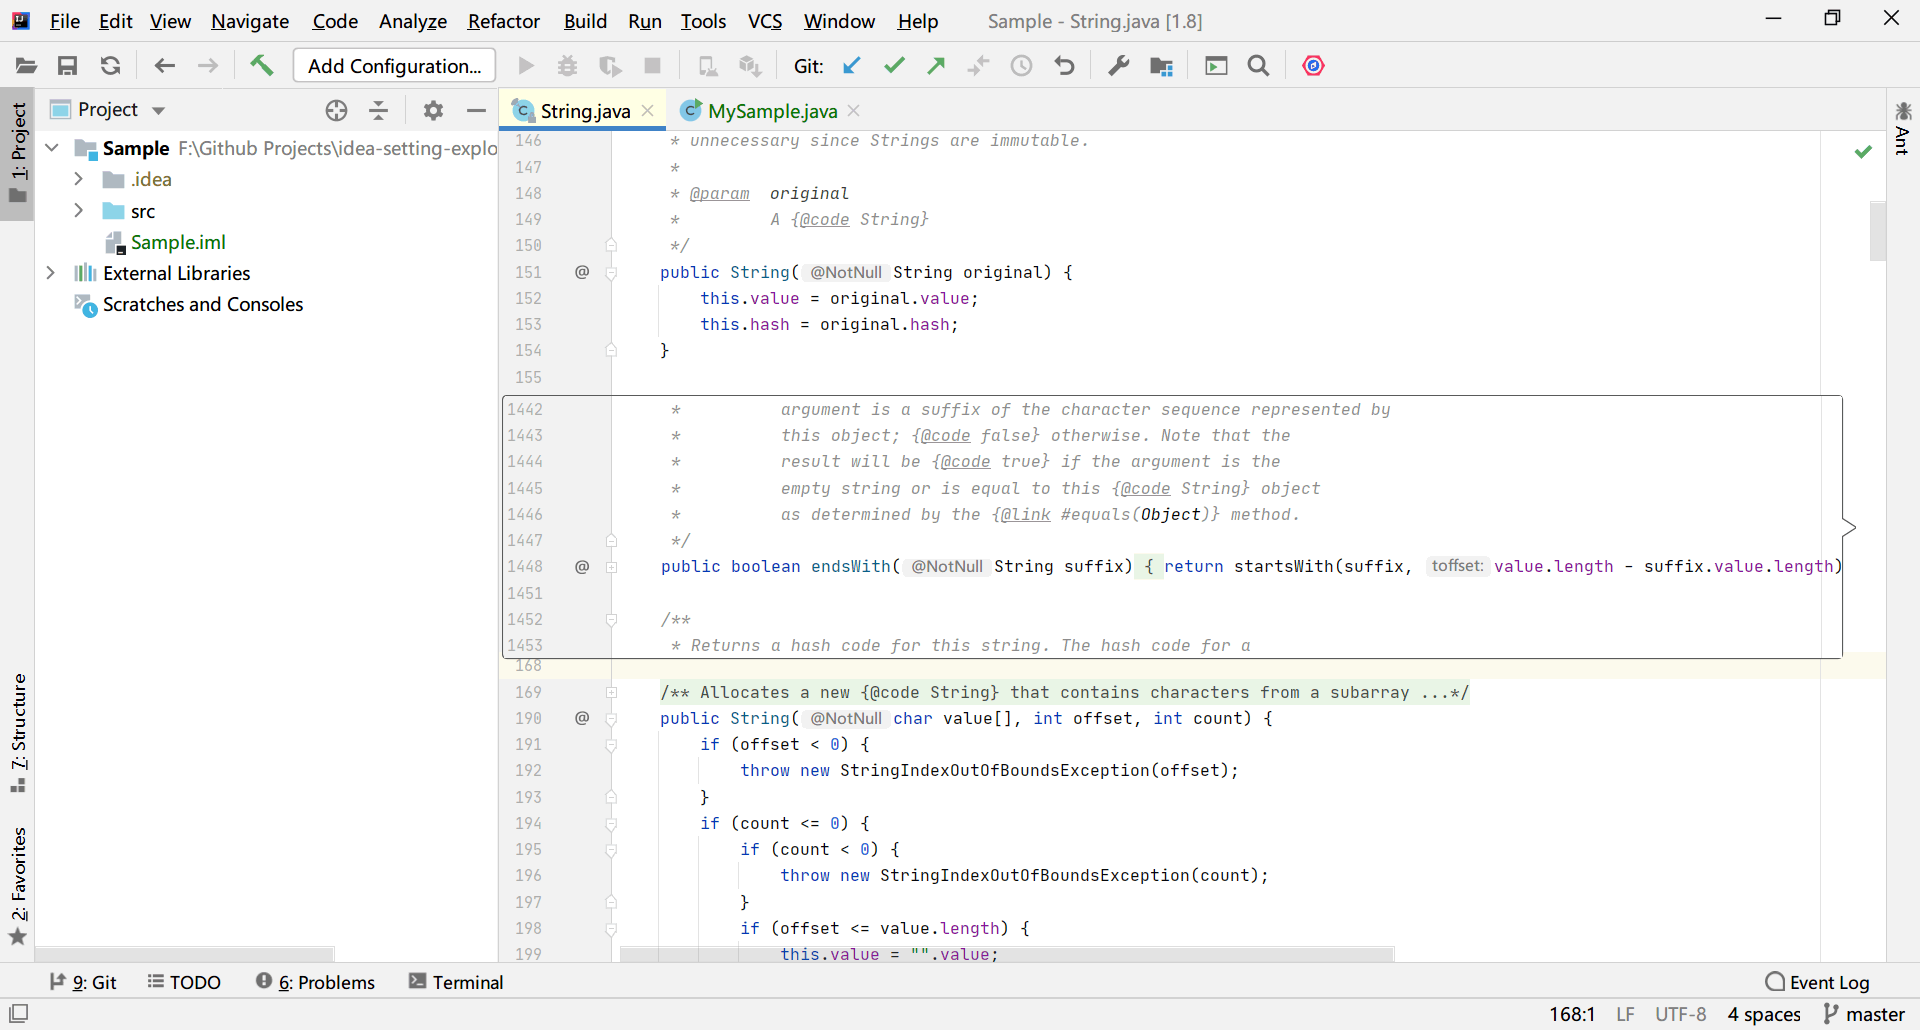 File Edit View Navigate Code Analyze Refactor Build Run Tools VCS Window Help Sample - String.java [1.8]
Add Configuration... Git:
Project
String.java
MySample.java
1: Project
Sample F:\Github Projects\idea-setting-explo
.idea
src
Sample.iml
External Libraries
Scratches and Consoles
7: Structure
2: Favorites
Ant
146 * unnecessary since Strings are immutable.
147 *
148 * @param original
149 * A {@code String}
150 */
151 @ public String( @NotNull String original) {
152 this.value = original.value;
153 this.hash = original.hash;
154 }
155
1442 * argument is a suffix of the character sequence represented by
1443 * this object; {@code false} otherwise. Note that the
1444 * result will be {@code true} if the argument is the
1445 * empty string or is equal to this {@code String} object
1446 * as determined by the {@link #equals(Object)} method.
1447 */
1448 @ public boolean endsWith( @NotNull String suffix) { return startsWith(suffix, toffset: value.length - suffix.value.length)
1451
1452 /**
1453 * Returns a hash code for this string. The hash code for a
168
169 /** Allocates a new {@code String} that contains characters from a subarray ...*/
190 @ public String( @NotNull char value[], int offset, int count) {
191 if (offset < 0) {
192 throw new StringIndexOutOfBoundsException(offset);
193 }
194 if (count <= 0) {
195 if (count < 0) {
196 throw new StringIndexOutOfBoundsException(count);
197 }
198 if (offset <= value.length) {
199 this.value = "".value;
9: Git TODO 6: Problems Terminal Event Log
168:1 LF UTF-8 4 spaces master